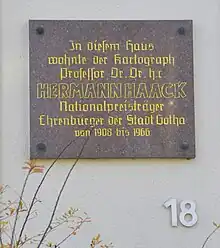 In diesem Haus
wohnte der Kartograph
Professor Dr. Dr. h.c.
HERMANN HAACK
Nationalpreisträger
Ehrenbürger der Stadt Gotha
von 1908 bis 1966
18